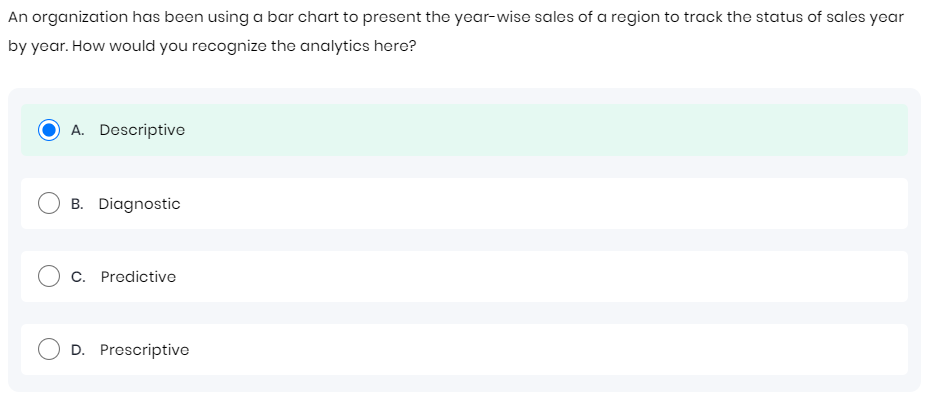 An organization has been using a bar chart to present the year-wise sales of a region to track the status of sales year
by year. How would you recognize the analytics here?
A. Descriptive
B. Diagnostic
C. Predictive
D. Prescriptive